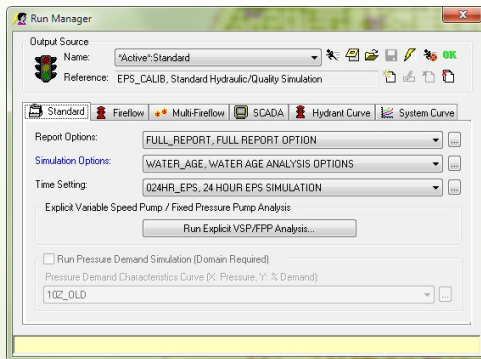 Run Manager
Output Source
Name: *Active*:Standard OK
Reference: EPS_CALIB, Standard Hydraulic/Quality Simulation
Standard Fireflow Multi-Fireflow SCADA Hydrant Curve System Curve
Report Options: FULL_REPORT, FULL REPORT OPTION
Simulation Options: WATER_AGE, WATER AGE ANALYSIS OPTIONS
Time Setting: 024HR_EPS, 24 HOUR EPS SIMULATION
Explicit Variable Speed Pump / Fixed Pressure Pump Analysis
Run Explicit VSP/FPP Analysis...
Run Pressure Demand Simulation (Domain Required)
Pressure Demand Characteristics Curve (X: Pressure, Y: % Demand):
10Z_OLD